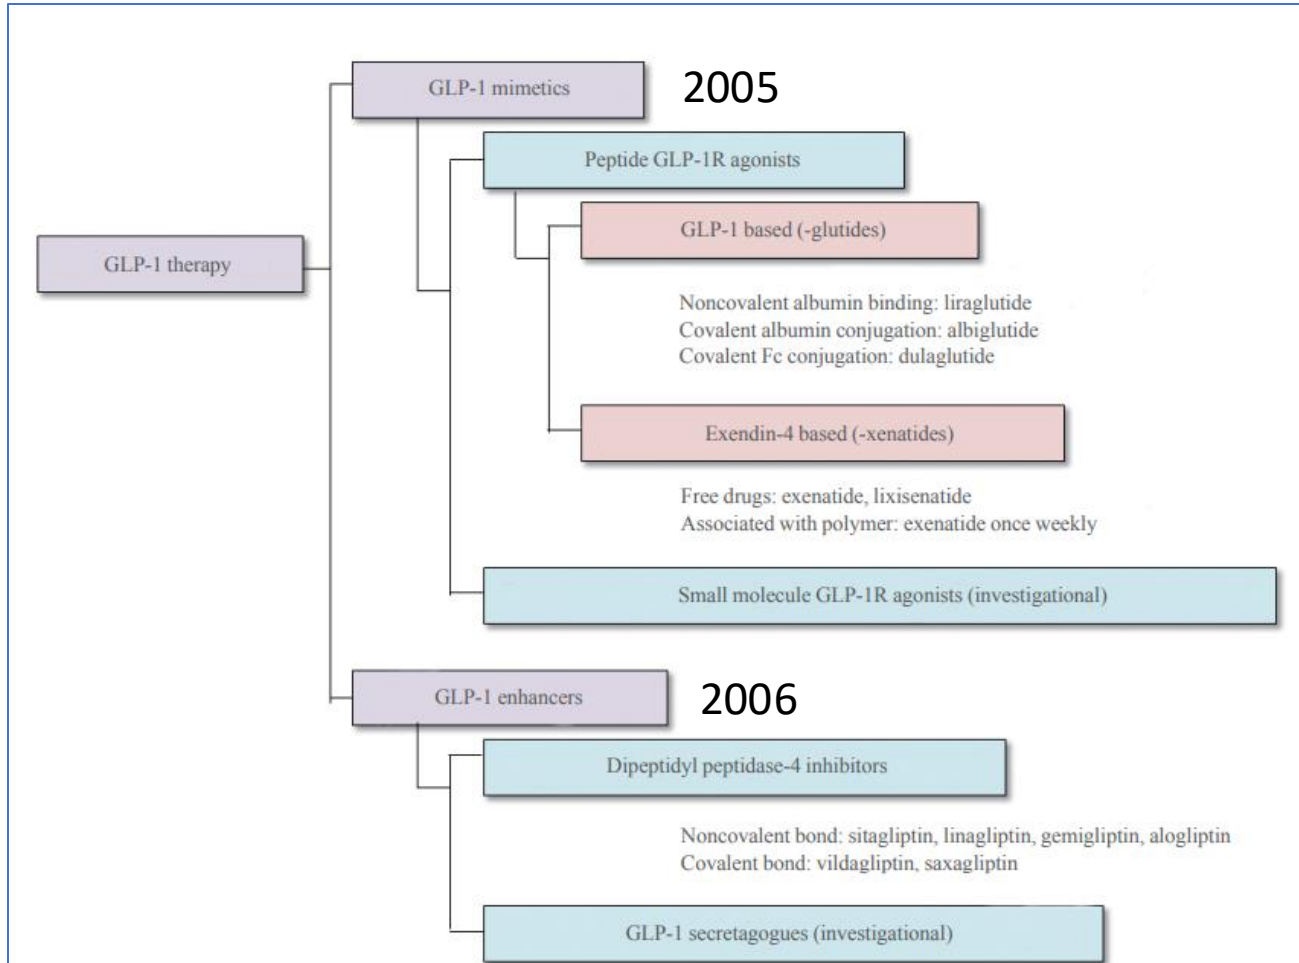 GLP-1 mimetics
2005
Peptide GLP-1R agonists
GLP-1 based (-glutides)
GLP-1 therapy
Noncovalent albumin binding: liraglutide
Covalent albumin conjugation: albiglutide
Covalent Fc conjugation: dulaglutide
Exendin-4 based (-xenatides)
Free drugs: exenatide, lixisenatide
Associated with polymer: exenatide once weekly
Small molecule GLP-1R agonists (investigational)
GLP-1 enhancers
2006
Dipeptidyl peptidase-4 inhibitors
Noncovalent bond: sitagliptin, linagliptin, gemigliptin, alogliptin
Covalent bond: vildagliptin, saxagliptin
GLP-1 secretagogues (investigational)